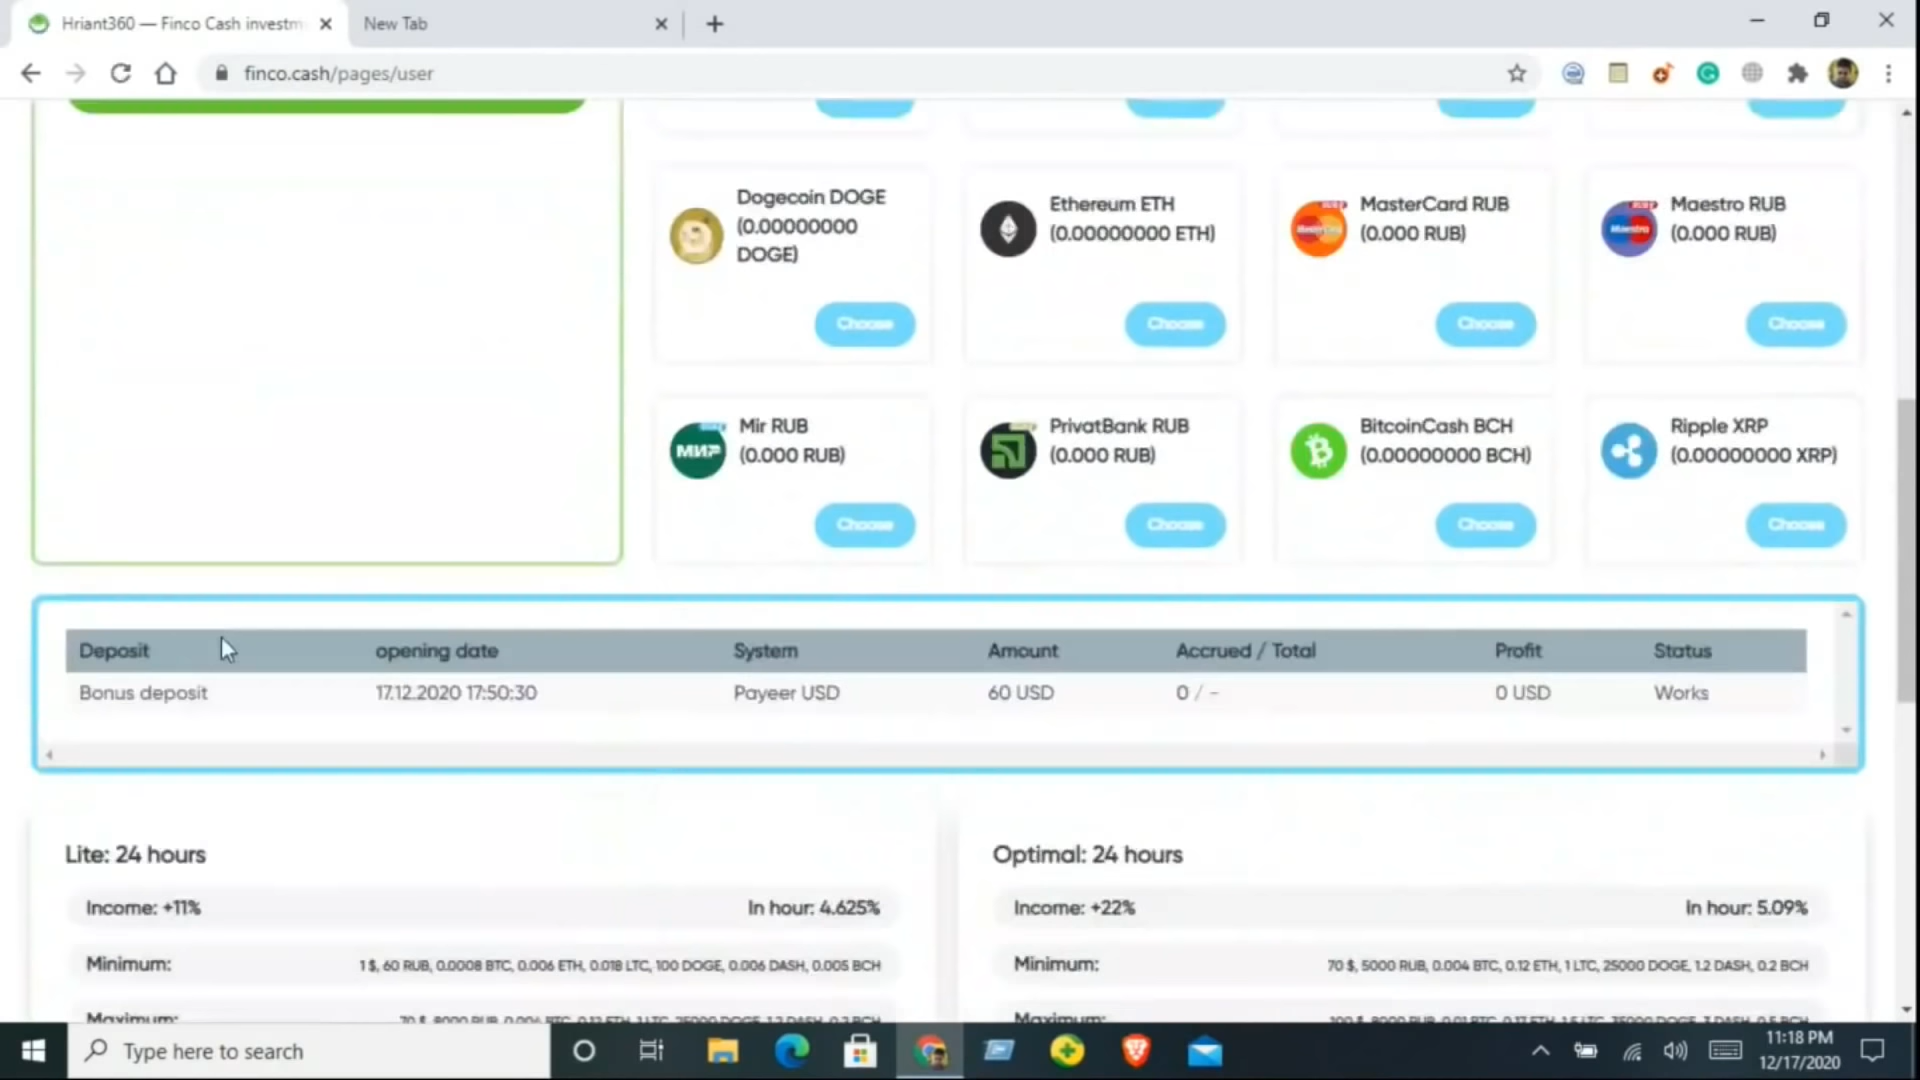 Hriant360 — Finco Cash investm
New Tab
finco.cash/pages/user
Dogecoin DOGE
(0.00000000
DOGE)
Choose
Ethereum ETH
(0.00000000 ETH)
Choose
MasterCard RUB
(0.000 RUB)
Choose
Maestro RUB
(0.000 RUB)
Choose
МИР
Mir RUB
(0.000 RUB)
Choose
PrivatBank RUB
(0.000 RUB)
Choose
BitcoinCash BCH
(0.00000000 BCH)
Choose
Ripple XRP
(0.00000000 XRP)
Choose
Deposit opening date System Amount Accrued / Total Profit Status
Bonus deposit 17.12.2020 17:50:30 Payeer USD 60 USD 0 / - 0 USD Works
Lite: 24 hours
Income: +11% In hour: 4.625%
Minimum: 1 $, 60 RUB, 0.0008 BTC, 0.006 ETH, 0.018 LTC, 100 DOGE, 0.006 DASH, 0.005 BCH
Maximum:
Optimal: 24 hours
Income: +22% In hour: 5.09%
Minimum: 70 $, 5000 RUB, 0.004 BTC, 0.12 ETH, 1 LTC, 25000 DOGE, 1.2 DASH, 0.2 BCH
Maximum:
Type here to search
11:18 PM
12/17/2020